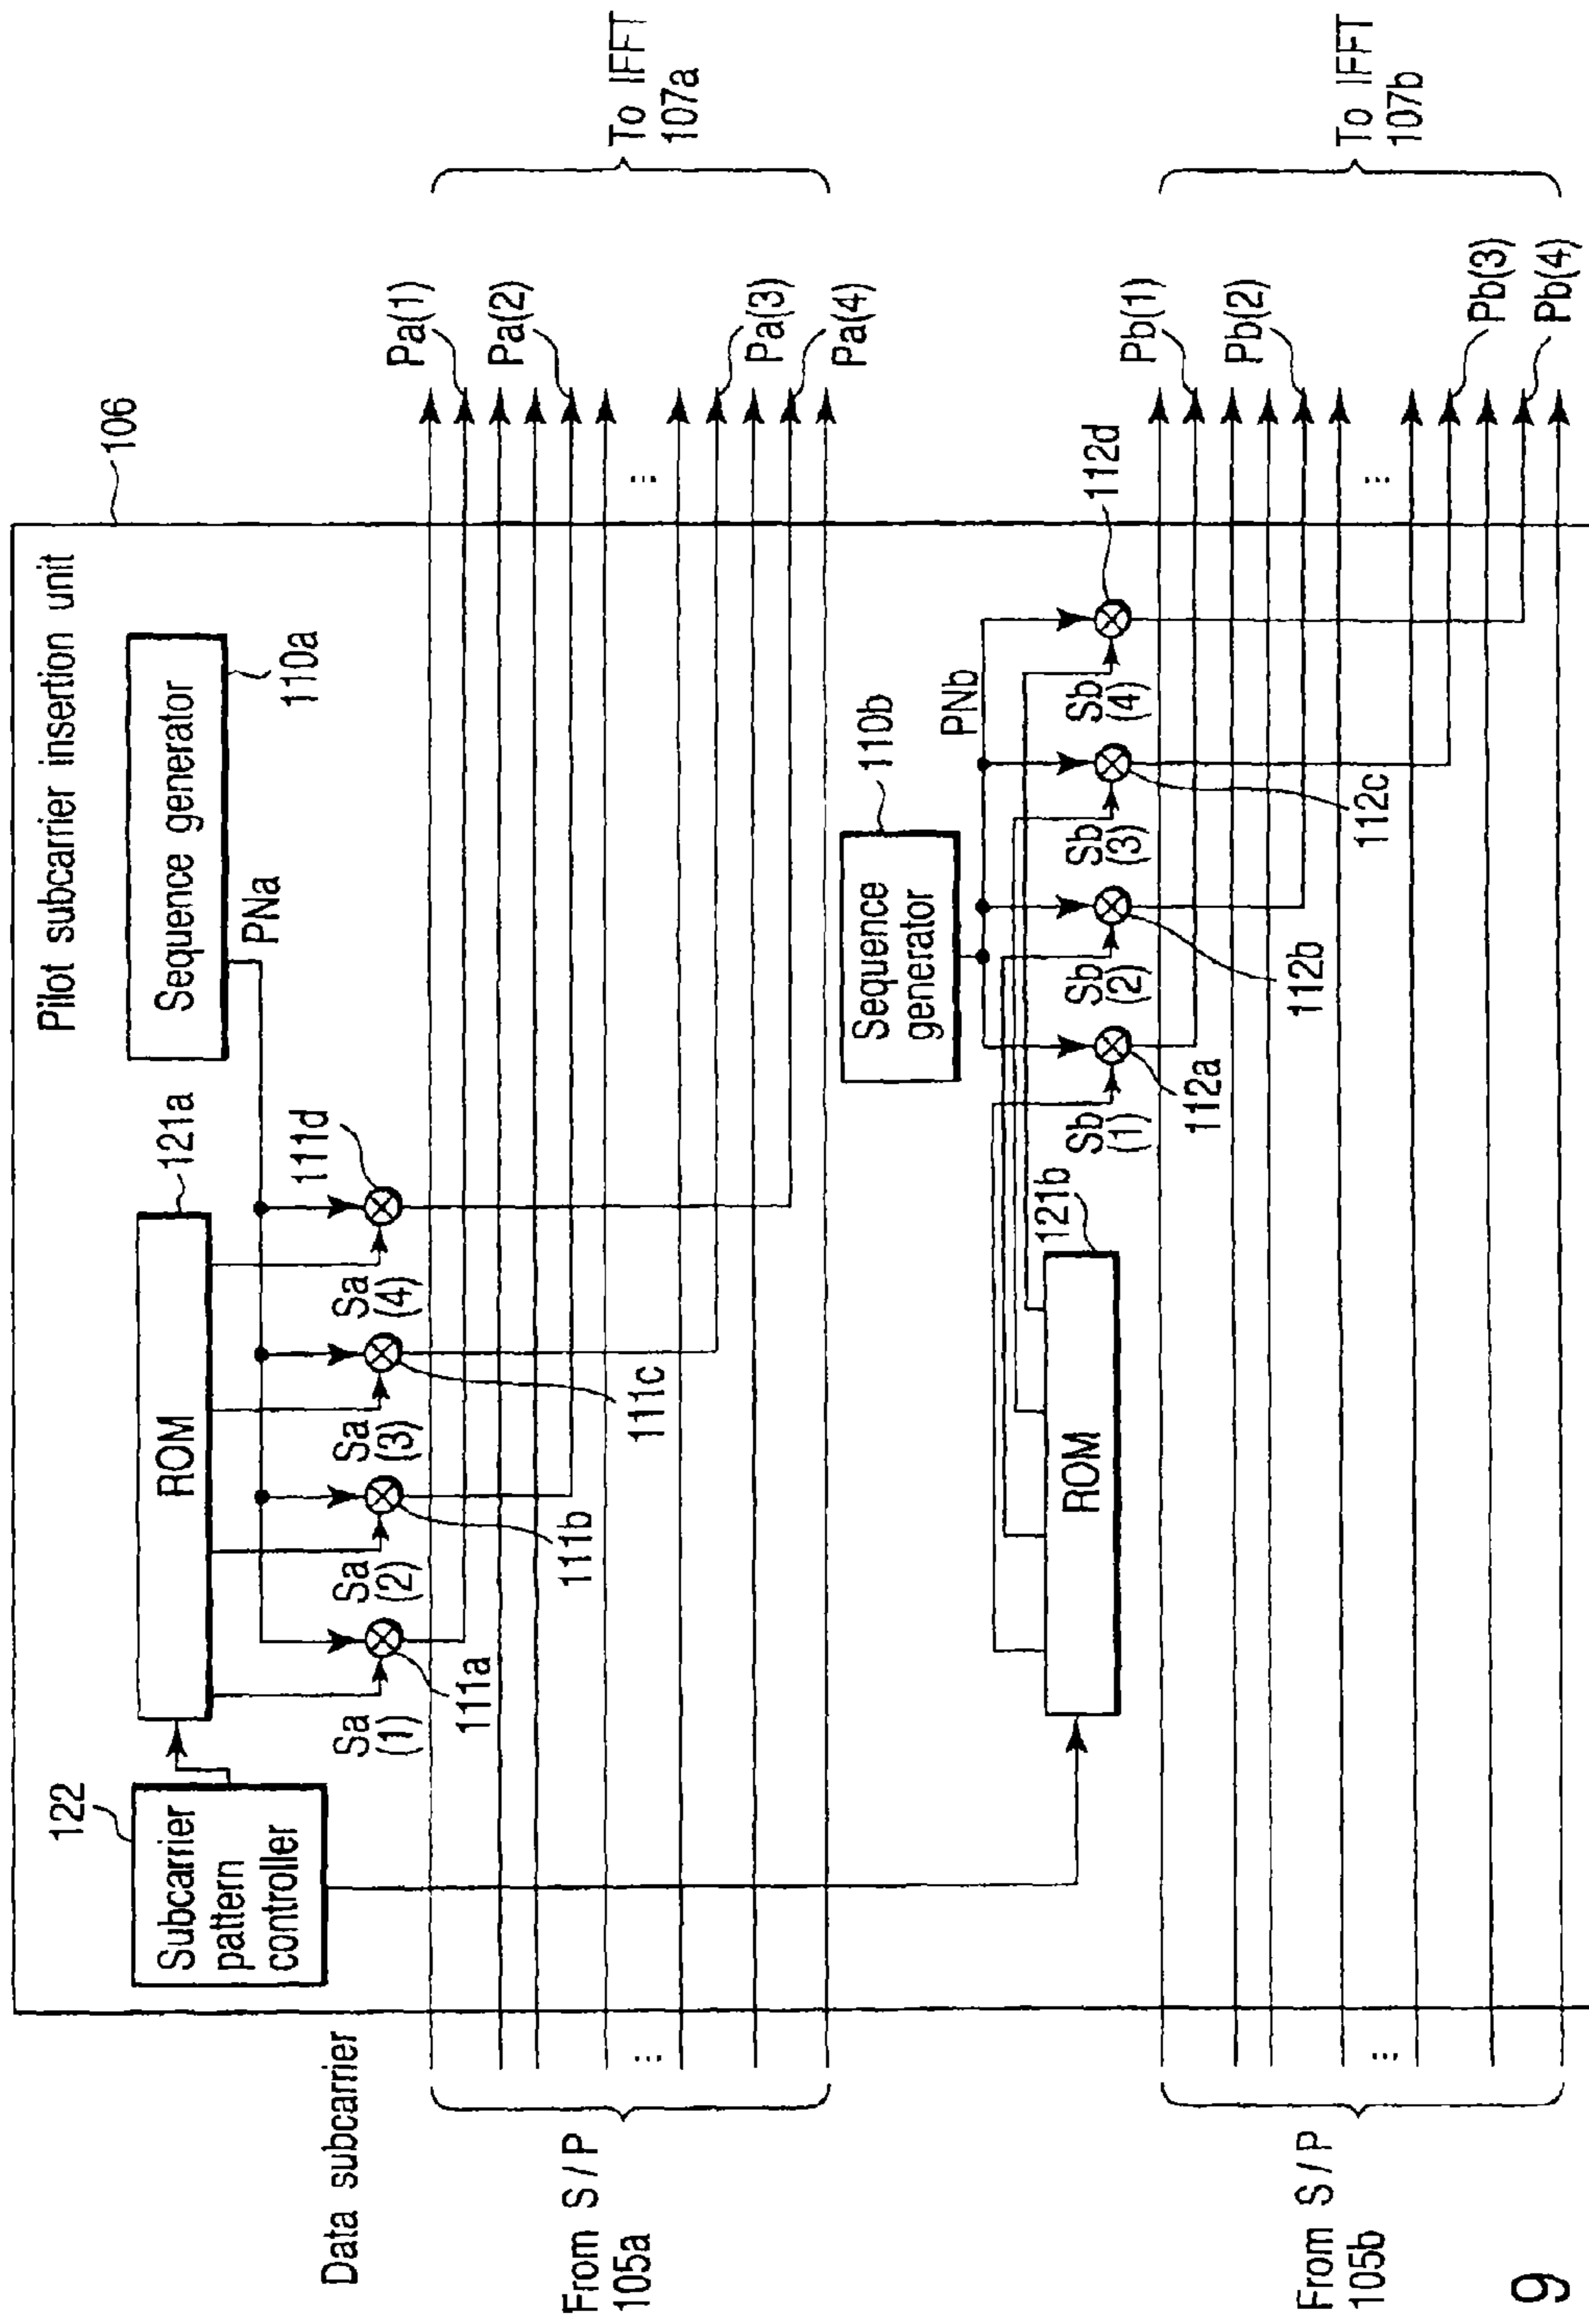 106
Pilot subcarrier insertion unit
122
Subcarrier
pattern
controller
121a
ROM
Sequence generator
110a
PNa
Sa
(1)
Sa
(2)
Sa
(3)
Sa
(4)
111a
111b
111c
111d
Data subcarrier
From S / P
105a
...
...
Pa(1)
Pa(2)
Pa(3)
Pa(4)
To IFFT
107a
Sequence
generator
110b
PNb
121b
ROM
Sb
(1)
Sb
(2)
Sb
(3)
Sb
(4)
112a
112b
112c
112d
From S / P
105b
...
...
Pb(1)
Pb(2)
Pb(3)
Pb(4)
To IFFT
107b
9